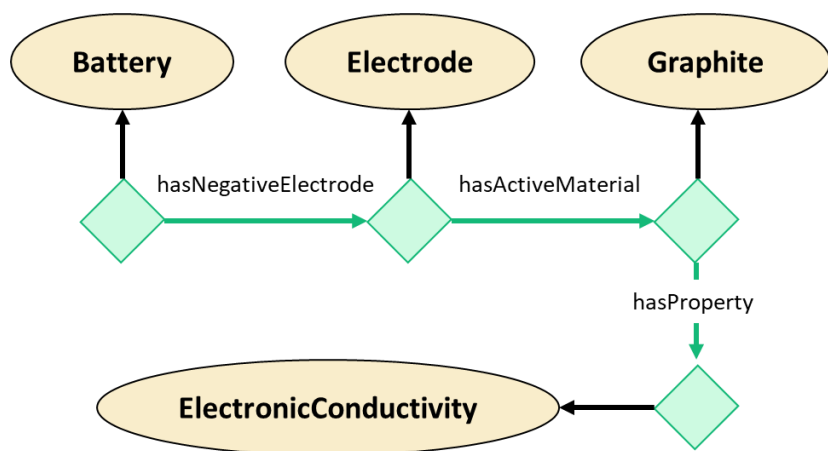 Battery
Electrode
Graphite
hasNegativeElectrode
hasActiveMaterial
hasProperty
ElectronicConductivity